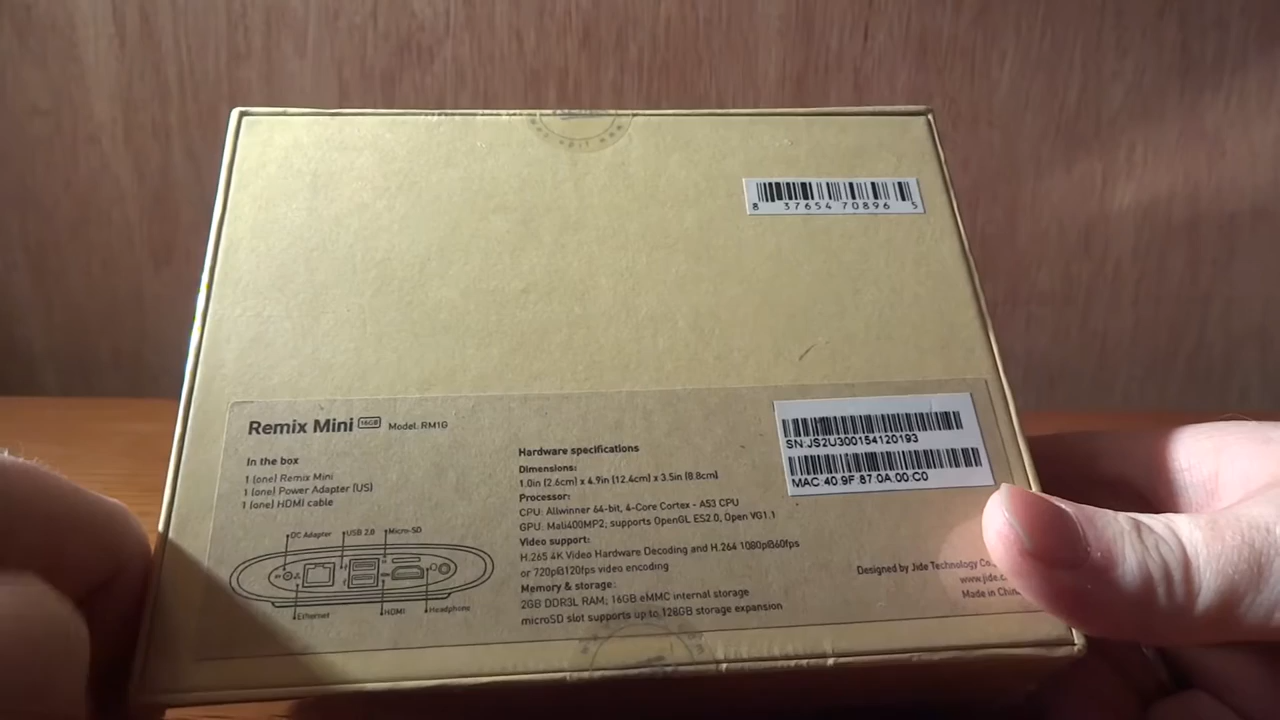 8 37654 70896 5
Remix Mini 16GB Model: RM1G
In the box
1 (one) Remix Mini
1 (one) Power Adapter (US)
1 (one) HDMI cable
DC Adapter
USB 2.0
Micro-SD
Ethernet
HDMI
Headphone
Hardware specifications
Dimensions:
1.0in (2.6cm) x 4.9in (12.4cm) x 3.5in (8.8cm)
Processor:
CPU: Allwinner 64-bit, 4-Core Cortex - A53 CPU
GPU: Mali400MP2; supports OpenGL ES2.0, Open VG1.1
Video support:
H.265 4K Video Hardware Decoding and H.264 1080p@60fps
or 720p@120fps video encoding
Memory & storage:
2GB DDR3L RAM; 16GB eMMC internal storage
microSD slot supports up to 128GB storage expansion
SN:JS2U300154120193
MAC:40:9F:87:0A:00:C0
Designed by Jide Technology
www.jide.c
Made in